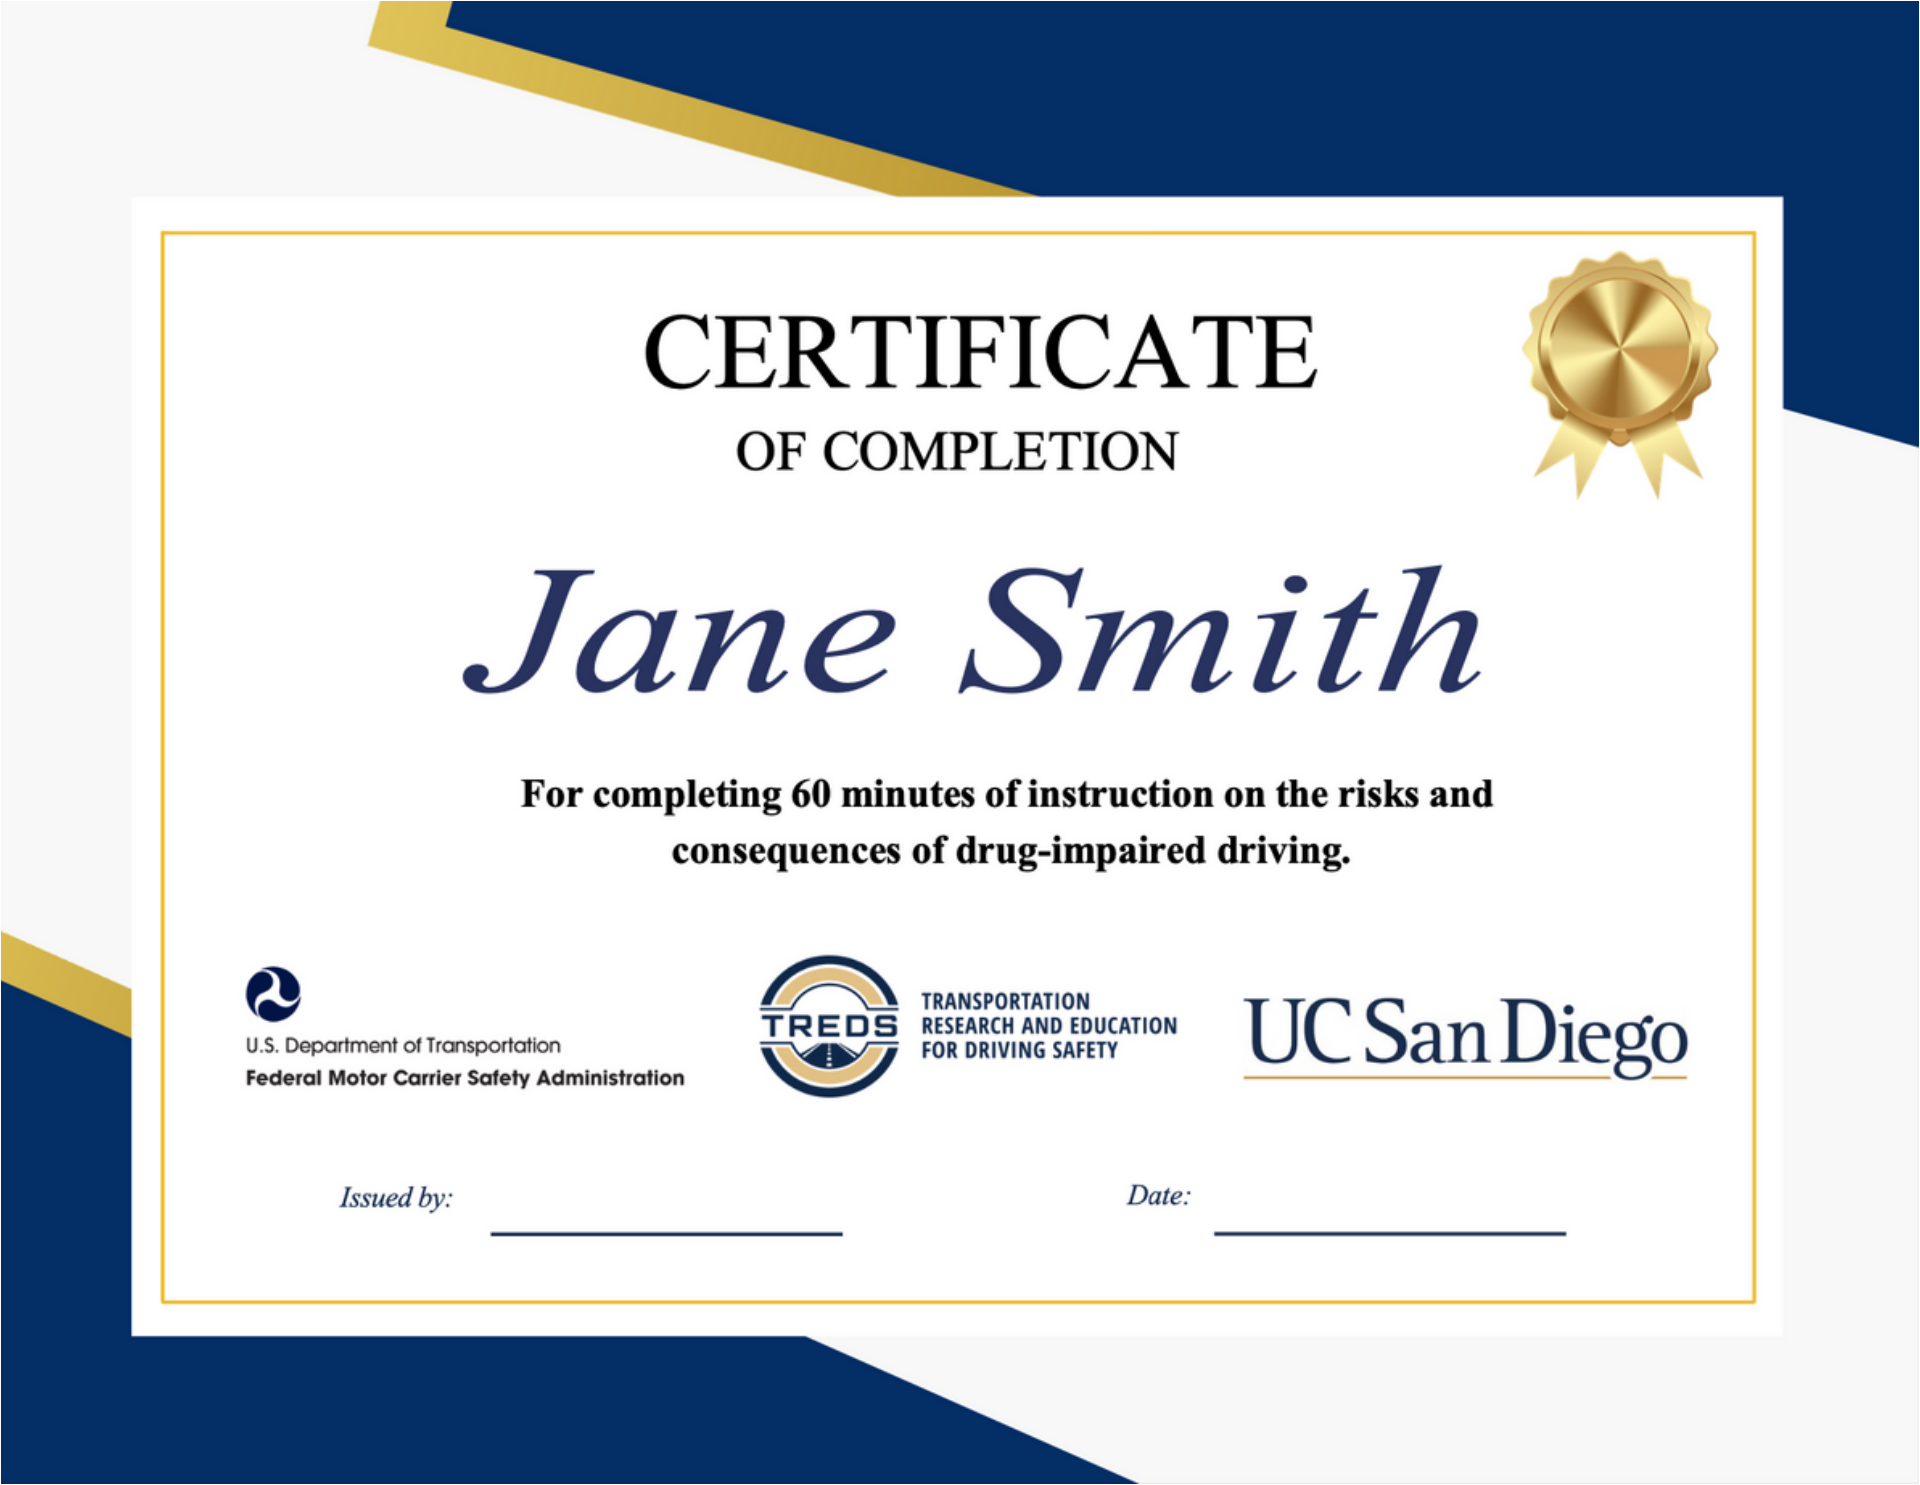 CERTIFICATE
OF COMPLETION
Jane Smith
For completing 60 minutes of instruction on the risks and
consequences of drug-impaired driving.
U.S. Department of Transportation
Federal Motor Carrier Safety Administration
TREDS
TRANSPORTATION
RESEARCH AND EDUCATION
FOR DRIVING SAFETY
UC San Diego
Issued by:
Date: